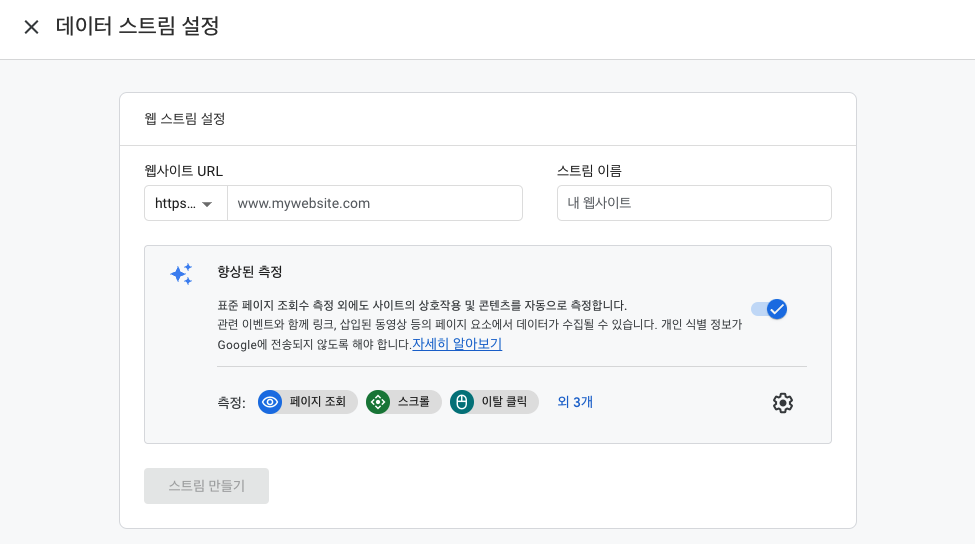 데이터 스트림 설정
웹 스트림 설정
웹사이트 URL
스트림 이름
https...
www.mywebsite.com
내 웹사이트
향상된 측정
표준 페이지 조회수 측정 외에도 사이트의 상호작용 및 콘텐츠를 자동으로 측정합니다.
관련 이벤트와 함께 링크, 삽입된 동영상 등의 페이지 요소에서 데이터가 수집될 수 있습니다. 개인 식별 정보가
Google에 전송되지 않도록 해야 합니다.자세히 알아보기
측정: 페이지 조회 스크롤 이탈 클릭 외 3개
스트림 만들기